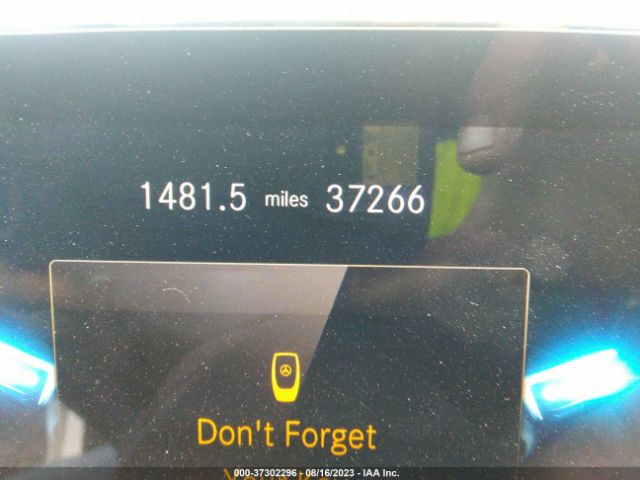 1481.5 miles 37266
Don't Forget
000-37302296 - 08/16/2023 - IAA Inc.